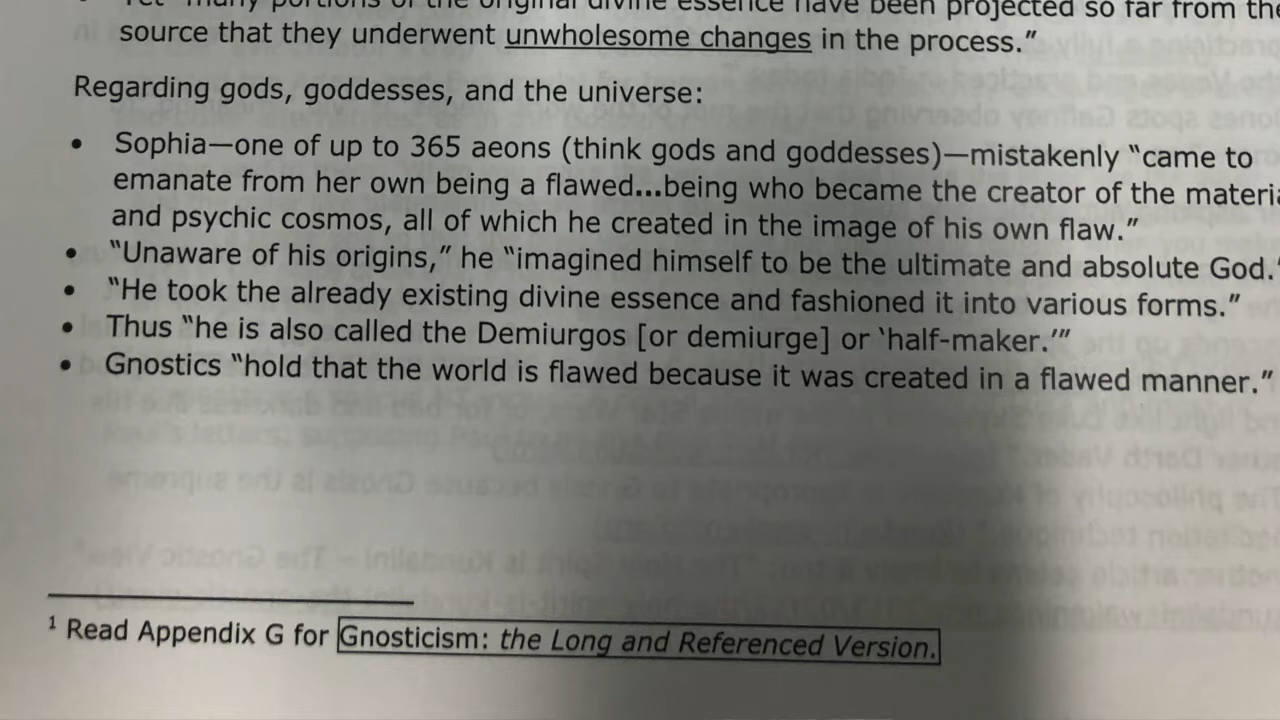 source that they underwent unwholesome changes in the process.”
Regarding gods, goddesses, and the universe:
• Sophia—one of up to 365 aeons (think gods and goddesses)—mistakenly “came to
emanate from her own being a flawed...being who became the creator of the materia
and psychic cosmos, all of which he created in the image of his own flaw.”
• “Unaware of his origins,” he “imagined himself to be the ultimate and absolute God.”
• “He took the already existing divine essence and fashioned it into various forms.”
• Thus “he is also called the Demiurgos [or demiurge] or ‘half-maker.’”
• Gnostics “hold that the world is flawed because it was created in a flawed manner.”
1 Read Appendix G for Gnosticism: the Long and Referenced Version.